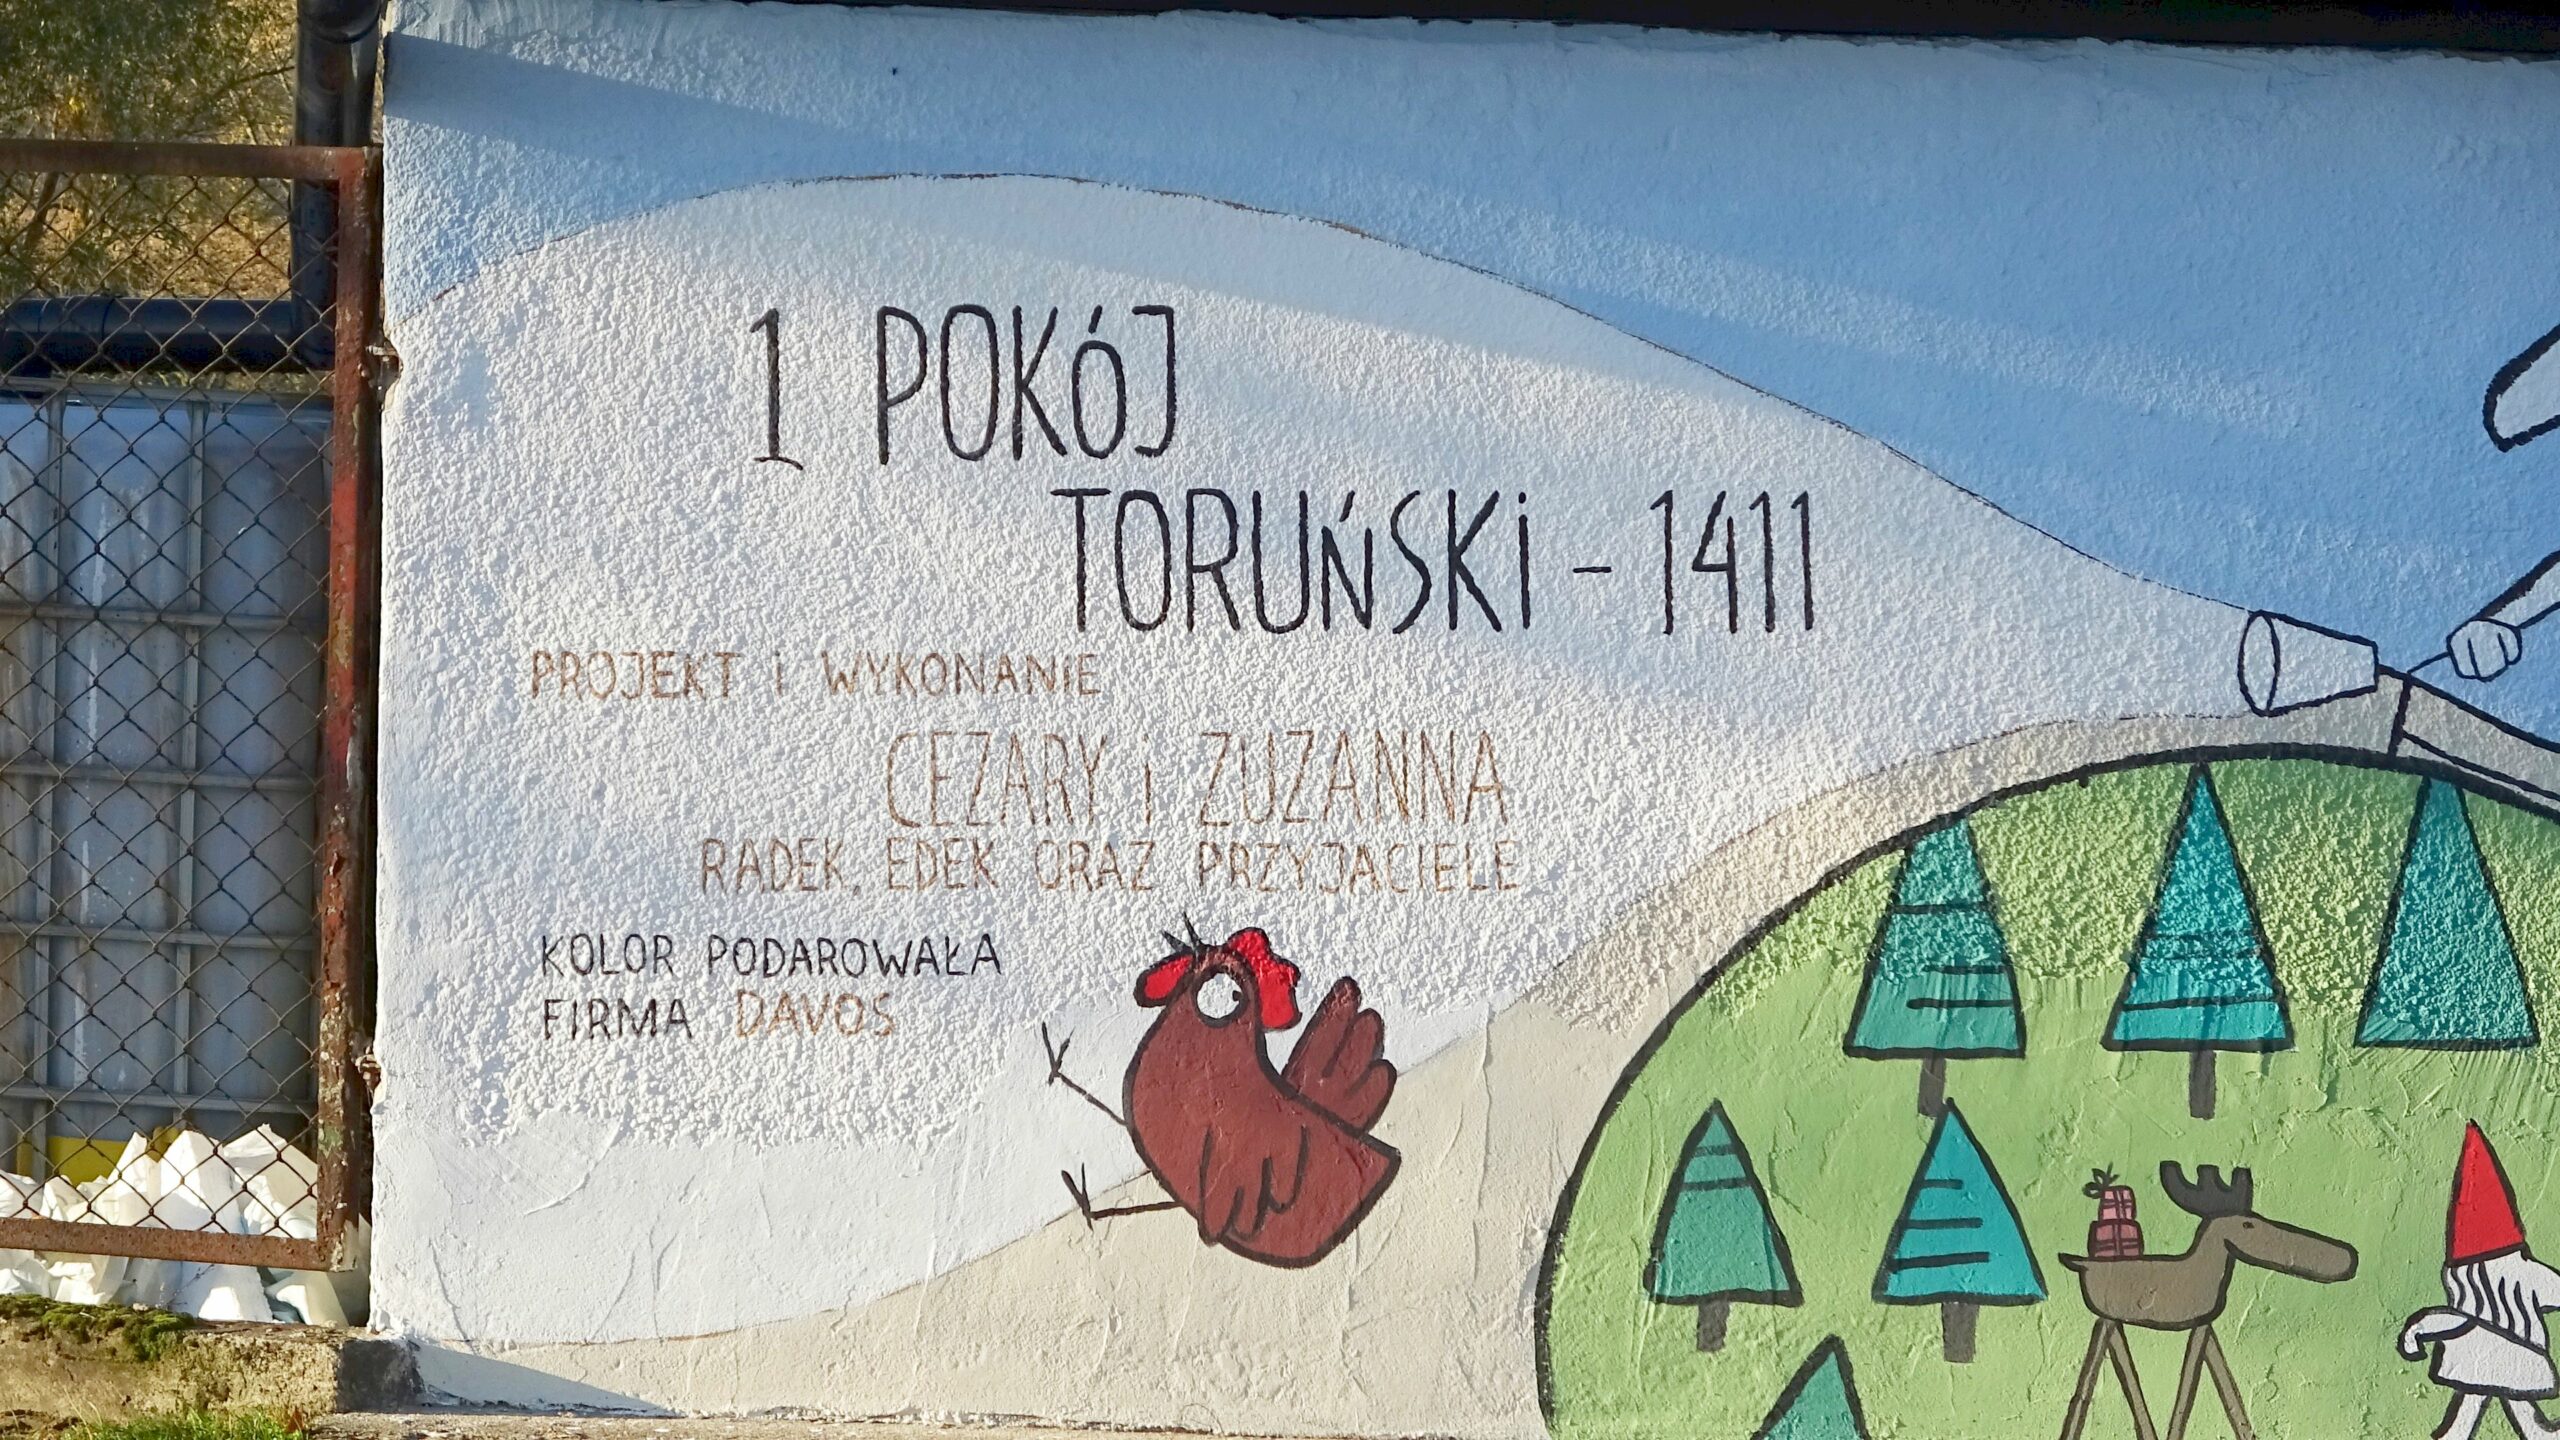 1 POKÓJ
TORUŃSKi - 1411
PROJEKT i WYKONANiE
CEZARY i ZUZANNA
RADEK, EDEK ORAZ PRZYJACIELE
KOLOR PODAROWAŁA
FIRMA DAVOS